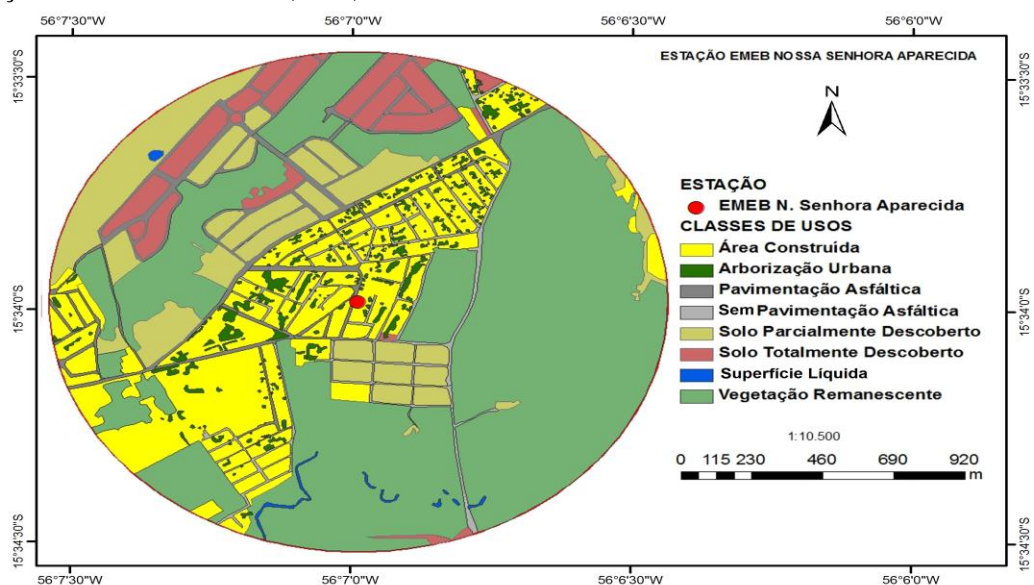 56°7'30"W 56°7'0"W 56°6'30"W 56°6'0"W
ESTAÇÃO EMEB NOSSA SENHORA APARECIDA
N
15°33'30"S 15°33'30"S
ESTAÇÃO
EMEB N. Senhora Aparecida
CLASSES DE USOS
Área Construída
Arborização Urbana
Pavimentação Asfáltica
Sem Pavimentação Asfáltica
Solo Parcialmente Descoberto
Solo Totalmente Descoberto
Superfície Líquida
Vegetação Remanescente
15°34'0"S 15°34'0"S
1:10.500
0 115 230 460 690 920
m
15°34'30"S 15°34'30"S
56°7'30"W 56°7'0"W 56°6'30"W 56°6'0"W